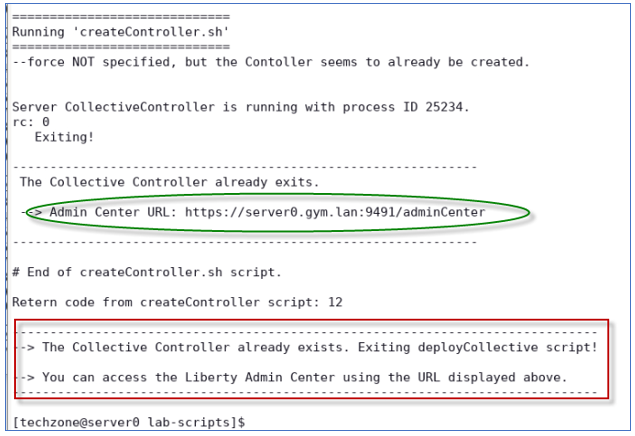 =============================
Running 'createController.sh'
=============================
--force NOT specified, but the Contoller seems to already be created.
Server CollectiveController is running with process ID 25234.
rc: 0
Exiting!
--------------------------------------------------------------
The Collective Controller already exits.
--> Admin Center URL: https://server0.gym.lan:9491/adminCenter
--------------------------------------------------------------
# End of createController.sh script.
Retern code from createController script: 12
------------------------------------------------------------------------------
--> The Collective Controller already exists. Exiting deployCollective script!
--> You can access the Liberty Admin Center using the URL displayed above.
------------------------------------------------------------------------------
[techzone@server0 lab-scripts]$